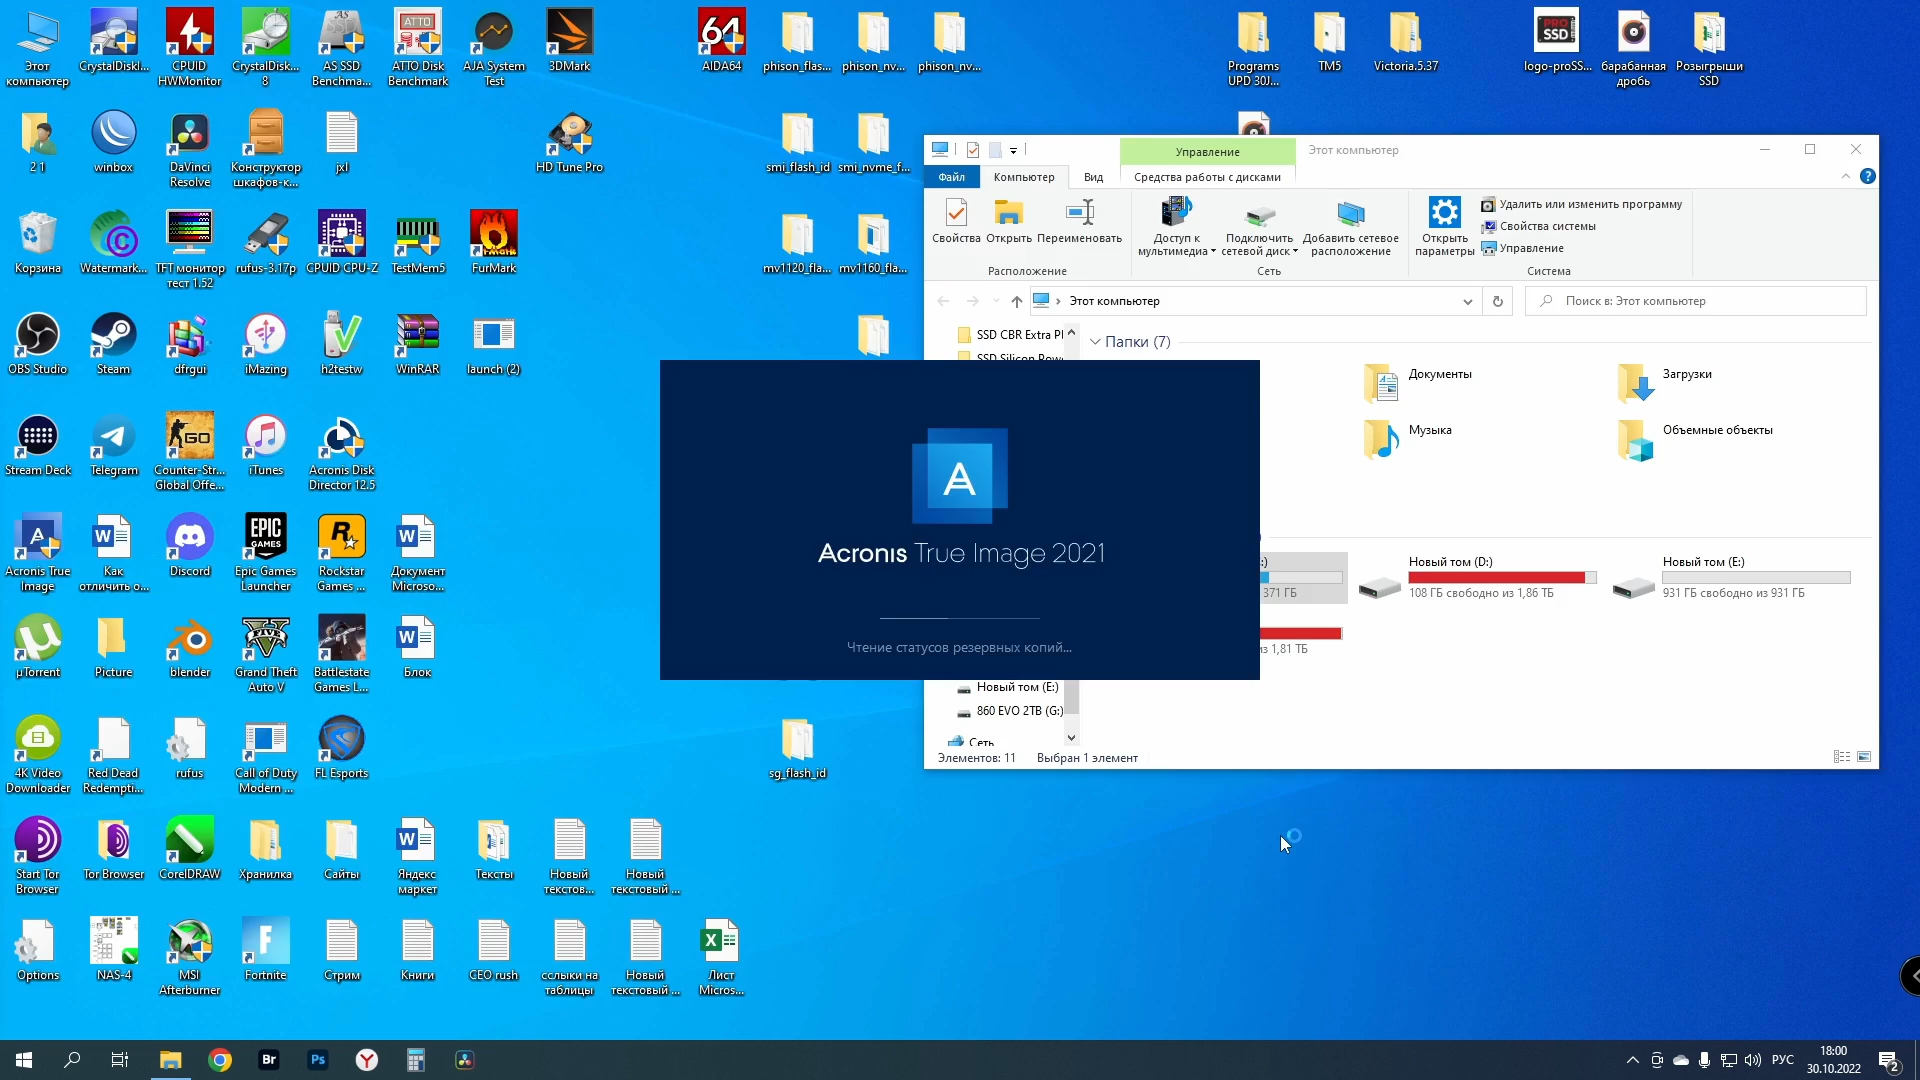 Этот компьютер
CrystalDiskI...
CPUID HWMonitor
CrystalDisk... 8
AS SSD Benchma...
ATTO Disk Benchmark
AJA System Test
3DMark
AIDA64
phison_flas...
phison_nv...
phison_nv...
Programs UPD 30J...
TM5
Victoria.5.37
logo-proSS...
барабанная дробь
Розыгрыши SSD
2 1
winbox
DaVinci Resolve
Конструктор шкафов-к...
jxl
HD Tune Pro
smi_flash_id
smi_nvme_f...
Корзина
Watermark...
TFT монитор тест 1.52
rufus-3.17p
CPUID CPU-Z
TestMem5
FurMark
mv1120_fla...
mv1160_fla...
OBS Studio
Steam
dfrgui
iMazing
h2testw
WinRAR
launch (2)
Stream Deck
Telegram
Counter-Str... Global Offe...
iTunes
Acronis Disk Director 12.5
Acronis True Image
Как отличить о...
Discord
Epic Games Launcher
Rockstar Games ...
Документ Microso...
µTorrent
Picture
blender
Grand Theft Auto V
Battlestate Games L...
Блок
4K Video Downloader
Red Dead Redempti...
rufus
Call of Duty Modern ...
FL Esports
sg_flash_id
Start Tor Browser
Tor Browser
CorelDRAW
Хранилка
Сайты
Яндекс маркет
Тексты
Новый текстов...
Новый текстовый ...
Options
NAS-4
MSI Afterburner
Fortnite
Стрим
Книги
CEO rush
сслыки на таблицы
Новый текстовый ...
Лист Micros...
Управление
Этот компьютер
Файл
Компьютер
Вид
Средства работы с дисками
Свойства
Открыть
Переименовать
Доступ к мультимедиа
Подключить сетевой диск
Добавить сетевое расположение
Открыть параметры
Удалить или изменить программу
Свойства системы
Управление
Расположение
Сеть
Система
Этот компьютер
Поиск в: Этот компьютер
SSD CBR Extra Pl
SSD Silicon Powe
Папки (7)
Документы
Загрузки
Музыка
Объемные объекты
:)
371 ГБ
Новый том (D:)
108 ГБ свободно из 1,86 ТБ
Новый том (E:)
931 ГБ свободно из 931 ГБ
из 1,81 ТБ
Новый том (E:)
860 EVO 2TB (G:)
Сеть
Элементов: 11
Выбран 1 элемент
A
Acronis True Image 2021
Чтение статусов резервных копий...
Br
Ps
РУС
18:00
30.10.2022
2